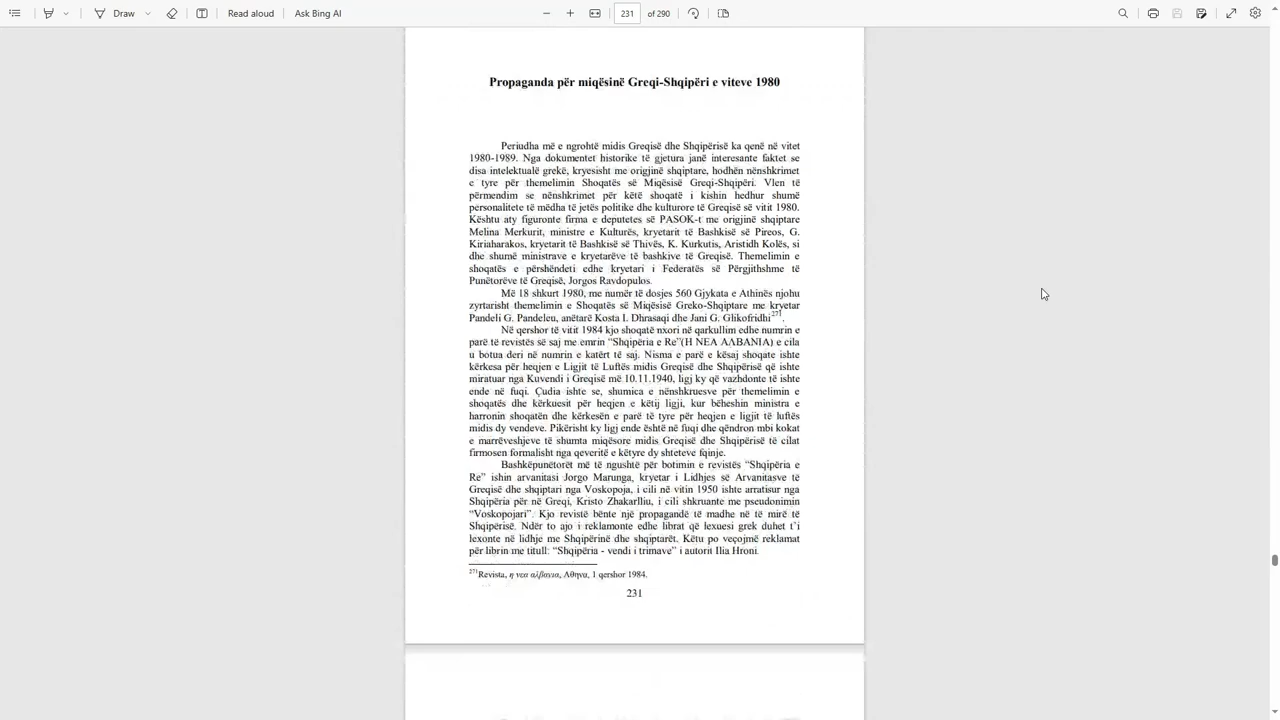 Draw
Read aloud
Ask Bing AI
231
of 290
Propaganda për miqësinë Greqi-Shqipëri e viteve 1980
Periudha më e ngrohtë midis Greqisë dhe Shqipërisë ka qenë në vitet
1980-1989. Nga dokumentet historike të gjetura janë interesante faktet se
disa intelektualë grekë, kryesisht me origjinë shqiptare, hodhën nënshkrimet
e tyre për themelimin Shoqatës së Miqësisë Greqi-Shqipëri. Vlen të
përmendim se nënshkrimet për këtë shoqatë i kishin hedhur shumë
personalitete të mëdha të jetës politike dhe kulturore të Greqisë së vitit 1980.
Kështu aty figuronte firma e deputetes së PASOK-t me origjinë shqiptare
Melina Merkurit, ministre e Kulturës, kryetarit të Bashkisë së Pireos, G.
Kiriaharakos, kryetarit të Bashkisë së Thivës, K. Kurkutis, Aristidh Kolës, si
dhe shumë ministrave e kryetarëve të bashkive të Greqisë. Themelimin e
shoqatës e përshëndeti edhe kryetari i Federatës së Përgjithshme të
Punëtorëve të Greqisë, Jorgos Ravdopulos.
Më 18 shkurt 1980, me numër të dosjes 560 Gjykata e Athinës njohu
zyrtarisht themelimin e Shoqatës së Miqësisë Greko-Shqiptare me kryetar
Pandeli G. Pandeleu, anëtarë Kosta I. Dhrasaqi dhe Jani G. Glikofridhi271.
Në qershor të vitit 1984 kjo shoqatë nxori në qarkullim edhe numrin e
parë të revistës së saj me emrin “Shqipëria e Re”(Η ΝΕΑ ΑΛΒΑΝΙΑ) e cila
u botua deri në numrin e katërt të saj. Nisma e parë e kësaj shoqate ishte
kërkesa për heqjen e Ligjit të Luftës midis Greqisë dhe Shqipërisë që ishte
miratuar nga Kuvendi i Greqisë më 10.11.1940, ligj ky që vazhdonte të ishte
ende në fuqi. Çudia ishte se, shumica e nënshkruesve për themelimin e
shoqatës dhe kërkuesit për heqjen e këtij ligji, kur bëheshin ministra e
harronin shoqatën dhe kërkesën e parë të tyre për heqjen e ligjit të luftës
midis dy vendeve. Pikërisht ky ligj ende është në fuqi dhe qëndron mbi kokat
e marrëveshjeve të shumta miqësore midis Greqisë dhe Shqipërisë të cilat
firmosen formalisht nga qeveritë e këtyre dy shteteve fqinje.
Bashkëpunëtorët më të ngushtë për botimin e revistës “Shqipëria e
Re” ishin arvanitasi Jorgo Marunga, kryetar i Lidhjes së Arvanitasve të
Greqisë dhe shqiptari nga Voskopoja, i cili në vitin 1950 ishte arratisur nga
Shqipëria për në Greqi, Kristo Zhakarlliu, i cili shkruante me pseudonimin
“Voskopojari”. Kjo revistë bënte një propagandë të madhe në të mirë të
Shqipërisë. Ndër to ajo i reklamonte edhe librat që lexuesi grek duhet t`i
lexonte në lidhje me Shqipërinë dhe shqiptarët. Këtu po veçojmë reklamat
për librin me titull: “Shqipëria - vendi i trimave” i autorit Ilia Hroni.
271Revista, η νεα αλβανια, Αθηνα, 1 qershor 1984.
231